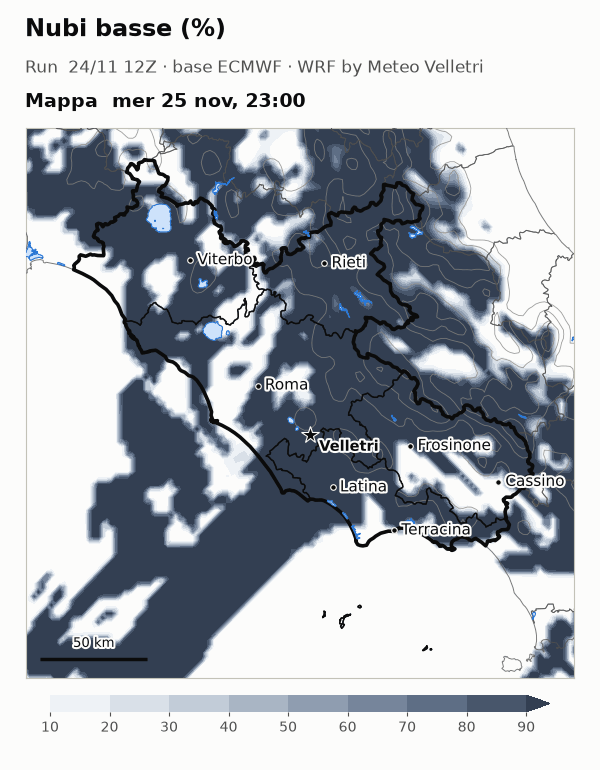 Nubi basse (%)
Run  24/11 12Z · base ECMWF · WRF by Meteo Velletri
Mappa  mer 25 nov, 23:00
Viterbo
Rieti
Roma
Velletri
Frosinone
Cassino
Latina
Terracina
50 km
10 20 30 40 50 60 70 80 90